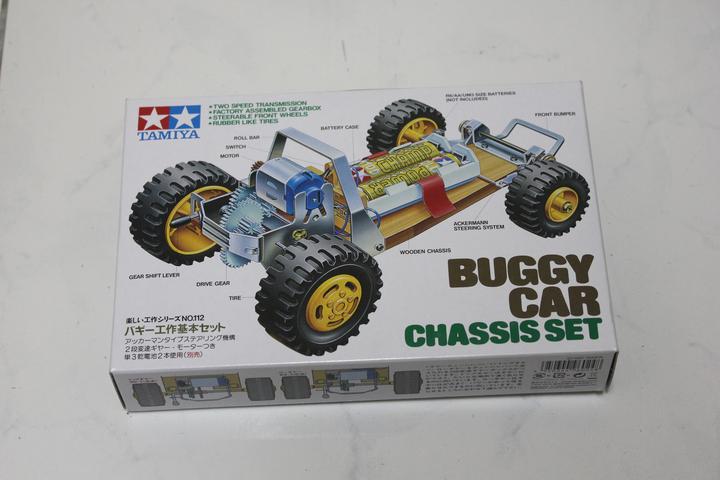 TAMIYA
•TWO SPEED TRANSMISSION
•FACTORY ASSEMBLED GEARBOX
•STEERABLE FRONT WHEELS
•RUBBER LIKE TIRES
R6/AA/UM3 SIZE BATTERIES
(NOT INCLUDED)
FRONT BUMPER
BATTERY CASE
ROLL BAR
SWITCH
MOTOR
CHAMP
Power
ACKERMANN
STEERING SYSTEM
WOODEN CHASSIS
GEAR SHIFT LEVER
DRIVE GEAR
TIRE
BUGGY
CAR
CHASSIS SET
楽しい工作シリーズNO.112
バギー工作基本セット
アッカーマンタイプステアリング機構
2段変速ギヤー・モーターつき
単3乾電池2本使用(別売)